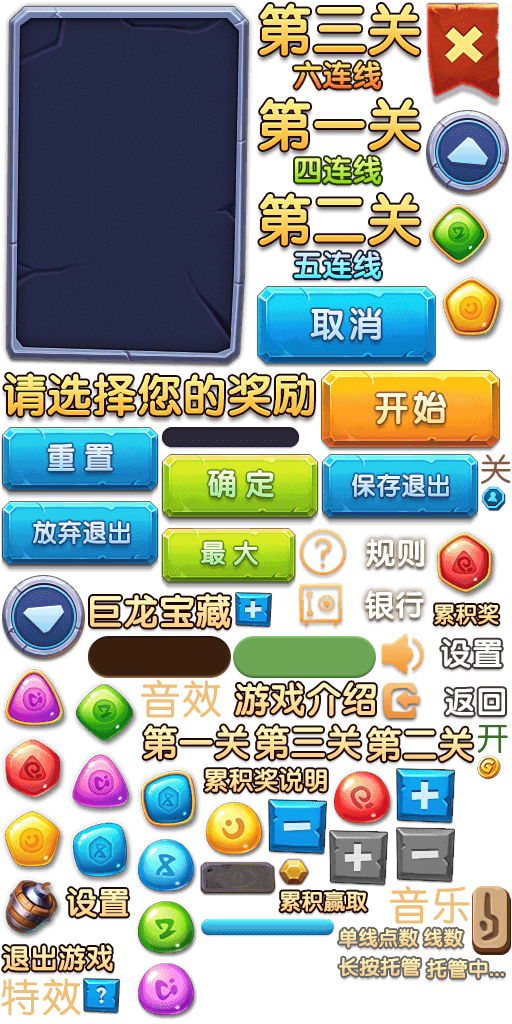 第三关
六连线
第一关
四连线
第二关
五连线
取消
请选择您的奖励
开始
重置
确定
保存退出
关
放弃退出
最大
?
规则
累积奖
巨龙宝藏
+
银行
设置
音效
游戏介绍
返回
第一关
第三关
第二关
开
累积奖说明
+
−
+
−
设置
累积赢取
音乐
单线点数
线数
退出游戏
长按托管
托管中...
特效
?